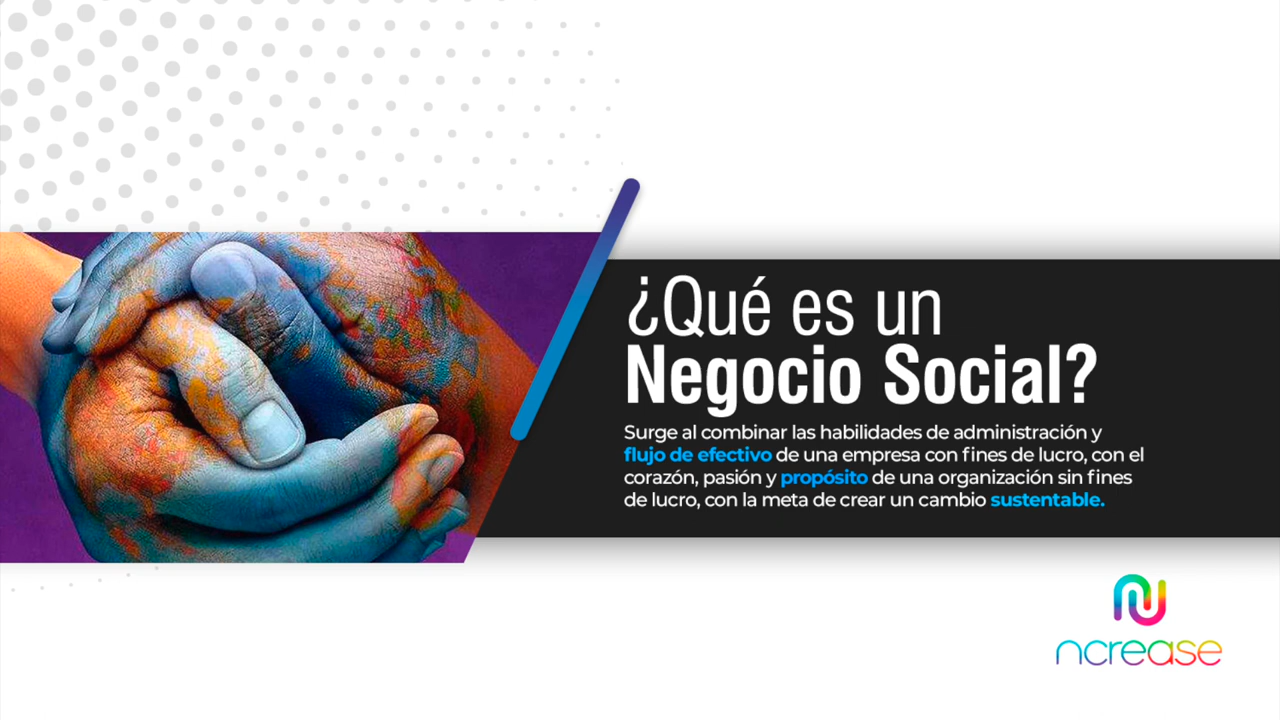 ¿Qué es un
Negocio Social?
Surge al combinar las habilidades de administración y
flujo de efectivo de una empresa con fines de lucro, con el
corazón, pasión y propósito de una organización sin fines
de lucro, con la meta de crear un cambio sustentable.
ncrease